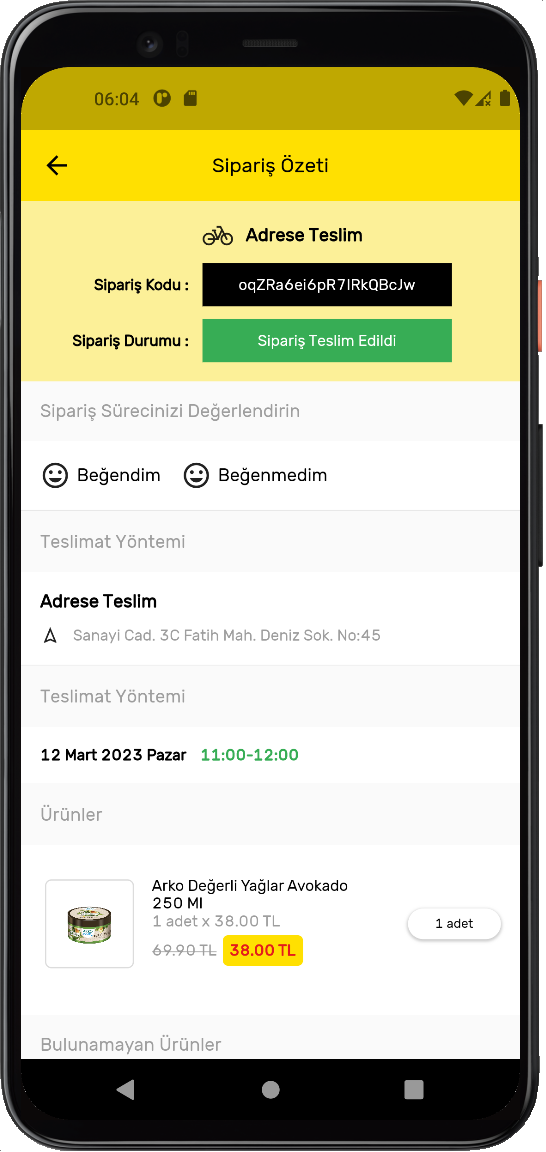 06:04
Sipariş Özeti
Adrese Teslim
Sipariş Kodu : oqZRa6ei6pR7IRkQBcJw
Sipariş Durumu : Sipariş Teslim Edildi
Sipariş Sürecinizi Değerlendirin
Beğendim Beğenmedim
Teslimat Yöntemi
Adrese Teslim
Sanayi Cad. 3C Fatih Mah. Deniz Sok. No:45
Teslimat Yöntemi
12 Mart 2023 Pazar 11:00-12:00
Ürünler
Arko Değerli Yağlar Avokado
250 Ml
1 adet x 38.00 TL
1 adet
69.90 TL 38.00 TL
Bulunamayan Ürünler